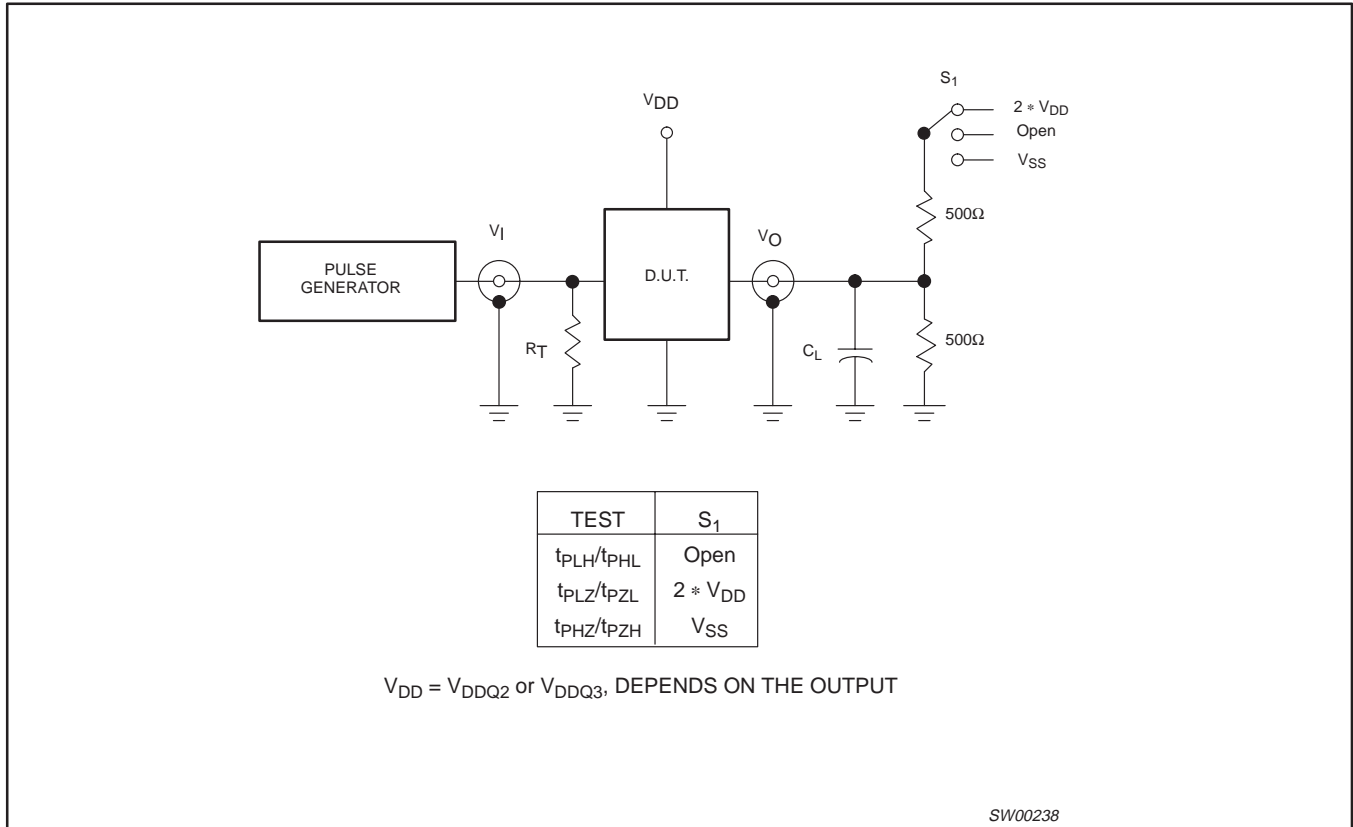 S1
2 * VDD
Open
VSS
VDD
500Ω
VI
VO
PULSE
GENERATOR
D.U.T.
RT
CL
500Ω
TEST S1
tPLH/tPHL Open
tPLZ/tPZL 2 * VDD
tPHZ/tPZH VSS
VDD = VDDQ2 or VDDQ3, DEPENDS ON THE OUTPUT
SW00238